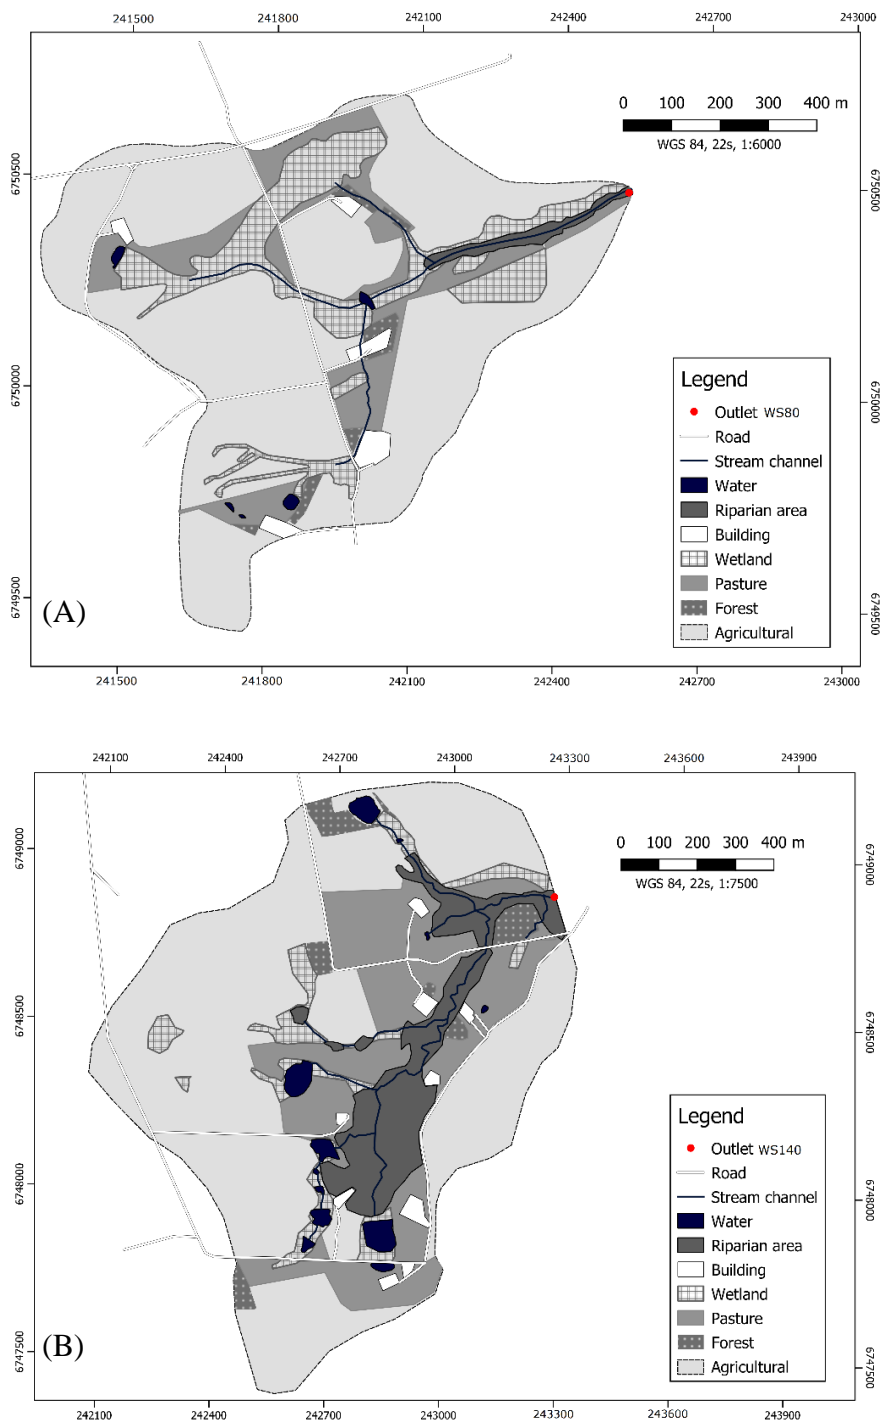 241500 241800 242100 242400 242700 243000
0 100 200 300 400 m
WGS 84, 22s, 1:6000
6750500
6750500
6750000
6750000
6749500
6749500
Legend
Outlet WS80
Road
Stream channel
Water
Riparian area
Building
Wetland
Pasture
Forest
Agricultural
(A)
241500 241800 242100 242400 242700 243000
242100 242400 242700 243000 243300 243600 243900
0 100 200 300 400 m
WGS 84, 22s, 1:7500
6749000
6749000
6748500
6748500
6748000
6748000
6747500
6747500
Legend
Outlet WS140
Road
Stream channel
Water
Riparian area
Building
Wetland
Pasture
Forest
Agricultural
(B)
242100 242400 242700 243000 243300 243600 243900